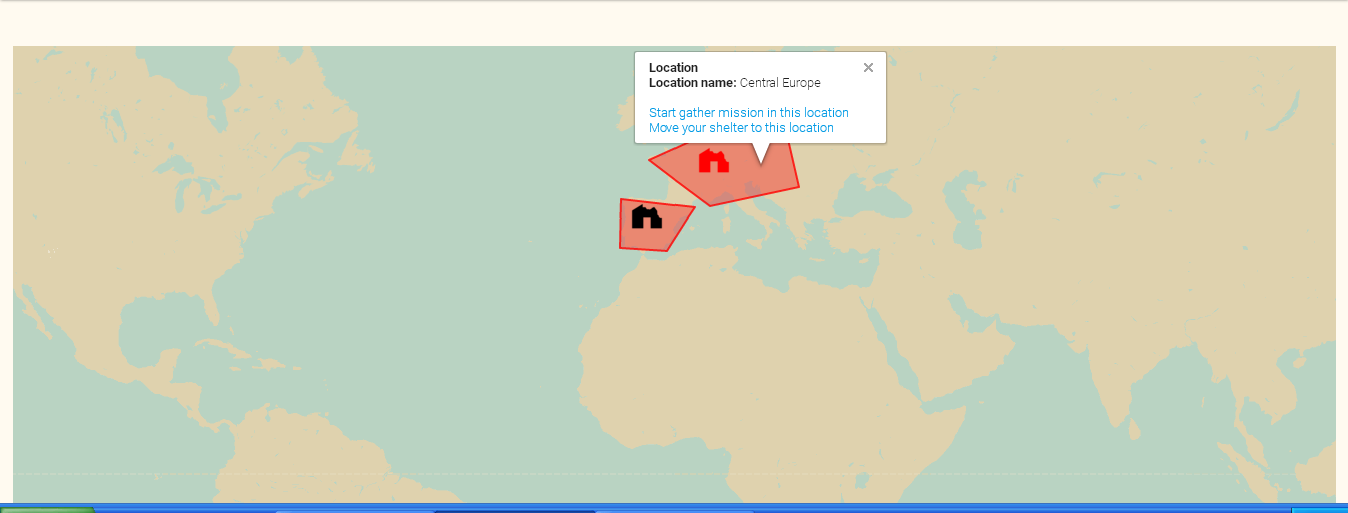 Location
Location name: Central Europe
Start gather mission in this location
Move your shelter to this location